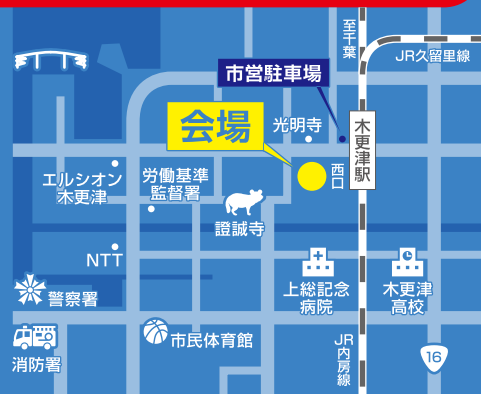 至千葉
JR久留里線
市営駐車場
会場
光明寺
木更津駅
西口
エルシオン
木更津
労働基準
監督署
證誠寺
NTT
上総記念
病院
木更津
高校
警察署
市民体育館
消防署
JR内房線
16